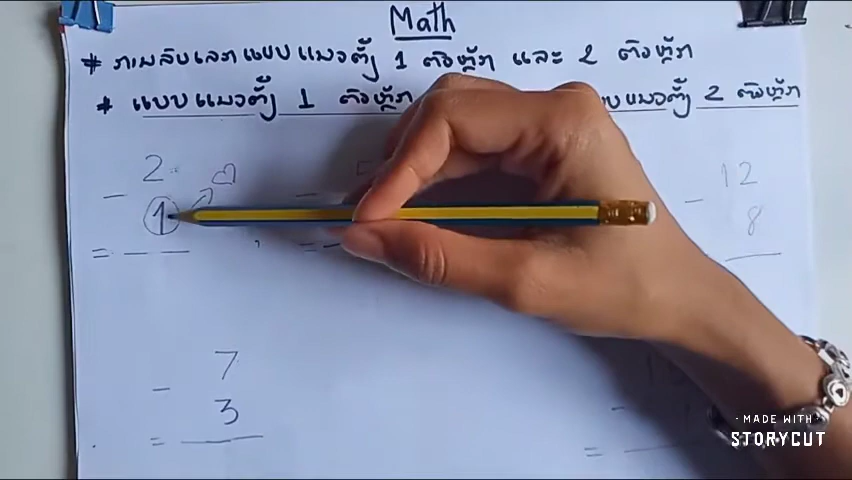 Math
* ການລົບເລກແບບແນວຕັ້ງ 1 ຕົວຫຼັກ ແລະ 2 ຕົວຫຼັກ
* ແບບແນວຕັ້ງ 1 ຕົວຫຼັກ ແນວຕັ້ງ 2 ຕົວຫຼັກ
2
- 1
=
-
=
12
- 8
7
- 3
=
-
=
· MADE WITH ·
STORYCUT